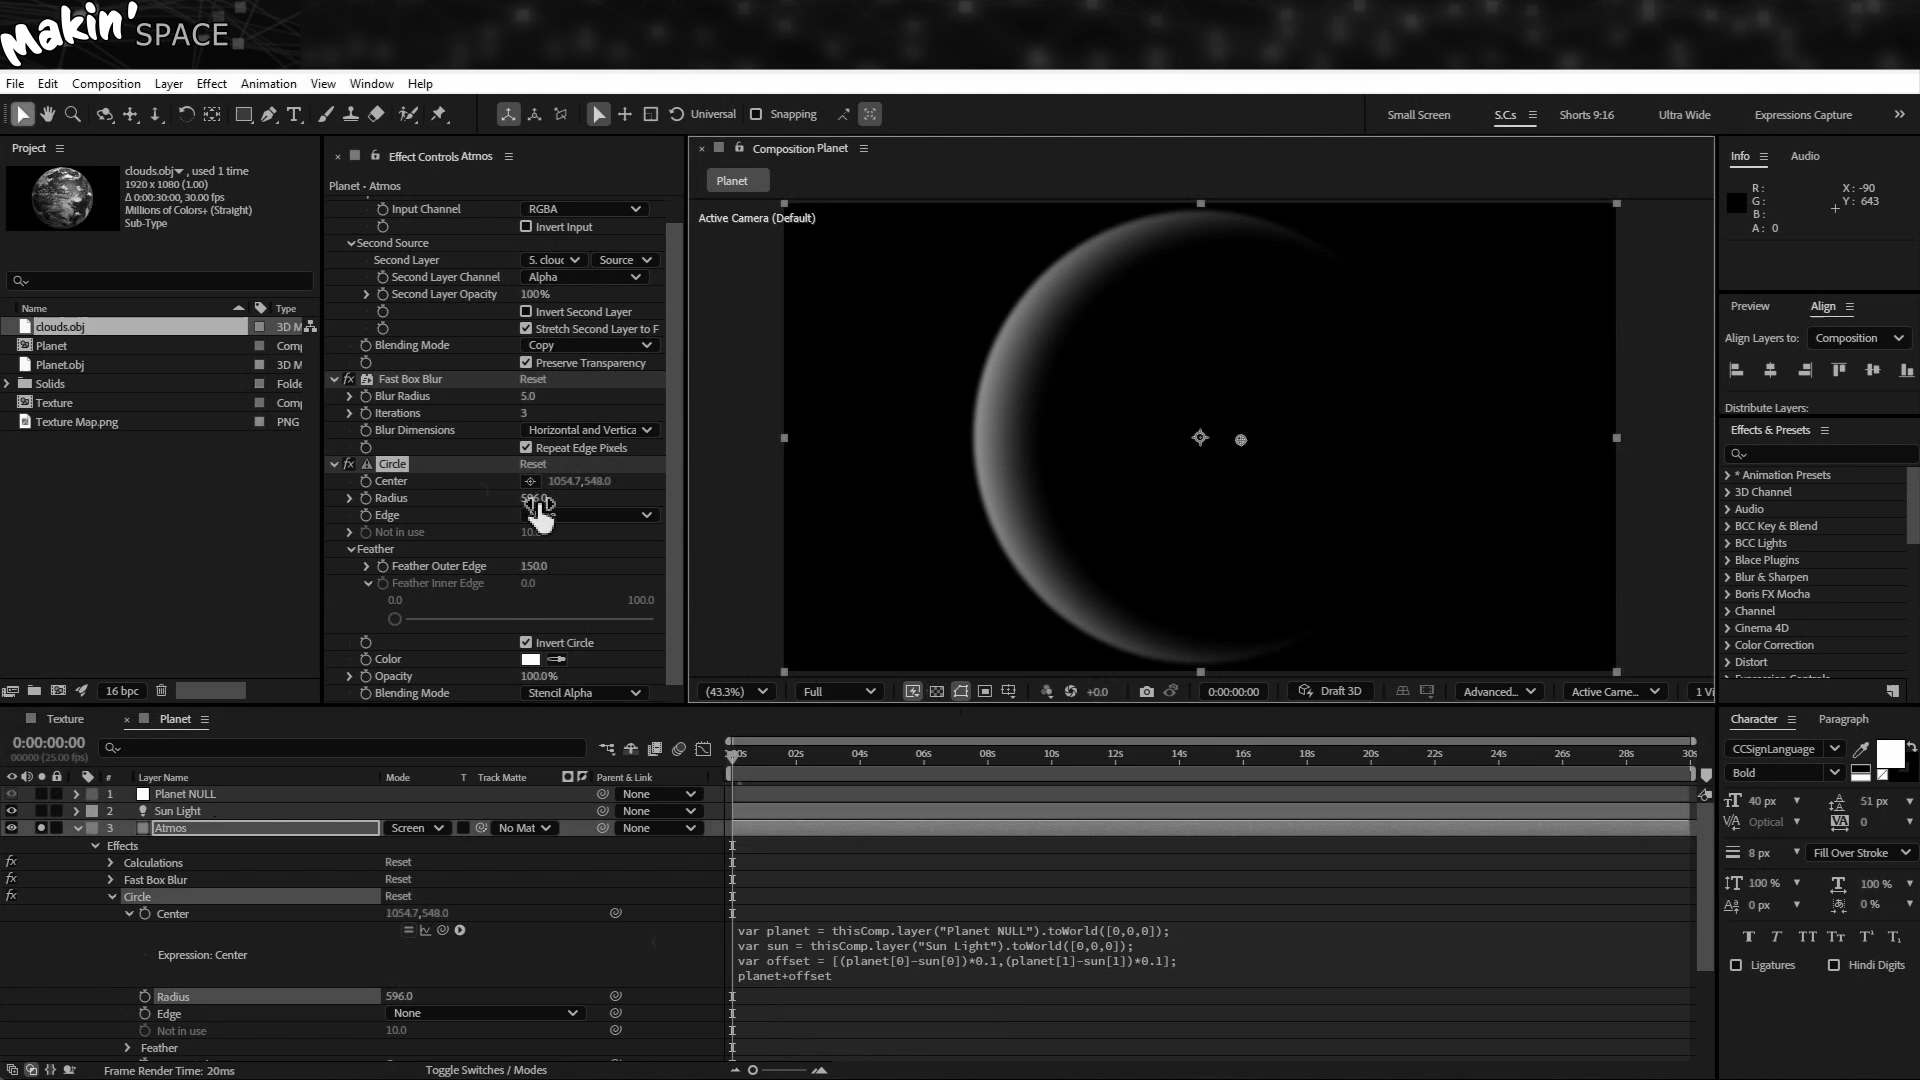 Makin' SPACE
File Edit Composition Layer Effect Animation View Window Help
Universal Snapping Small Screen S.Cs Shorts 9:16 Ultra Wide Expressions Capture
Project
clouds.obj , used 1 time
1920 x 1080 (1.00)
Δ 0:00:30:00, 30.00 fps
Millions of Colors+ (Straight)
Sub-Type
Name Type
clouds.obj 3D M
Planet Comp
Planet.obj 3D M
Solids Folde
Texture Comp
Texture Map.png PNG
16 bpc
Effect Controls Atmos
Planet • Atmos
Input Channel RGBA
Invert Input
Second Source
Second Layer 5. clou Source
Second Layer Channel Alpha
Second Layer Opacity 100%
Invert Second Layer
Stretch Second Layer to F
Blending Mode Copy
Preserve Transparency
fx Fast Box Blur Reset
Blur Radius 5.0
Iterations 3
Blur Dimensions Horizontal and Vertica
Repeat Edge Pixels
fx Circle Reset
Center 1054.7,548.0
Radius 596.0
Edge
Not in use
Feather
Feather Outer Edge 150.0
Feather Inner Edge 0.0
0.0 100.0
Invert Circle
Color
Opacity 100.0%
Blending Mode Stencil Alpha
Composition Planet
Planet
Active Camera (Default)
(43.3%) Full +0.0 0:00:00:00 Draft 3D Advanced... Active Came... 1 Vi
Info Audio
R: X: -90
G: Y: 643
B:
A: 0
Preview Align
Align Layers to: Composition
Distribute Layers:
Effects & Presets
* Animation Presets
3D Channel
Audio
BCC Key & Blend
BCC Lights
Blace Plugins
Blur & Sharpen
Boris FX Mocha
Channel
Cinema 4D
Color Correction
Distort
Texture Planet
0:00:00:00
00000 (25.00 fps)
:00s 02s 04s 06s 08s 10s 12s 14s 16s 18s 20s 22s 24s 26s 28s 30s
# Layer Name Mode T Track Matte Parent & Link
1 Planet NULL None
2 Sun Light None
3 Atmos Screen No Mat None
Effects
fx Calculations Reset
fx Fast Box Blur Reset
fx Circle Reset
Center 1054.7,548.0
Expression: Center
var planet = thisComp.layer("Planet NULL").toWorld([0,0,0]);
var sun = thisComp.layer("Sun Light").toWorld([0,0,0]);
var offset = [(planet[0]-sun[0])*0.1,(planet[1]-sun[1])*0.1];
planet+offset
Radius 596.0
Edge None
Not in use 10.0
Feather
Frame Render Time: 20ms Toggle Switches / Modes
Character Paragraph
CCSignLanguage
Bold
40 px 51 px
Optical 0
8 px Fill Over Stroke
100 % 100 %
0 px 0 %
T T TT Tт T¹ T₁
Ligatures Hindi Digits